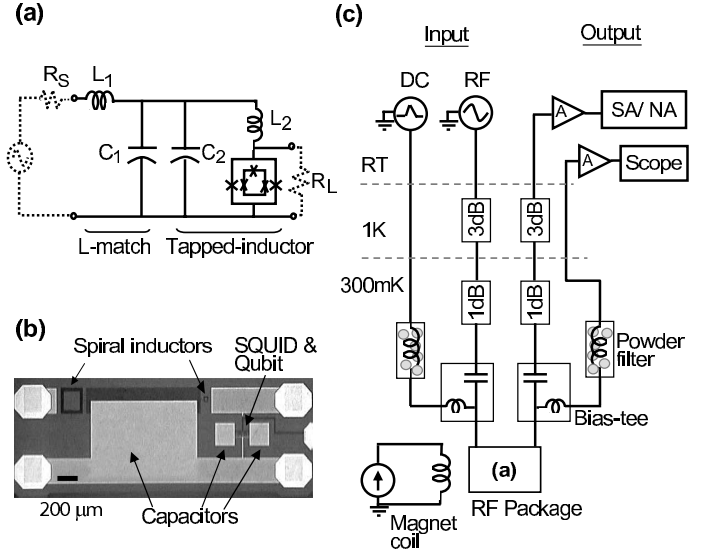 (a)
R_S
L_1
L_2
C_1
C_2
R_L
L-match
Tapped-inductor
(b)
Spiral inductors
SQUID &
Qubit
200 µm
Capacitors
(c)
Input
Output
DC
RF
A
SA/ NA
A
Scope
RT
3dB
3dB
1K
300mK
1dB
1dB
Powder
filter
Bias-tee
(a)
RF Package
Magnet
coil